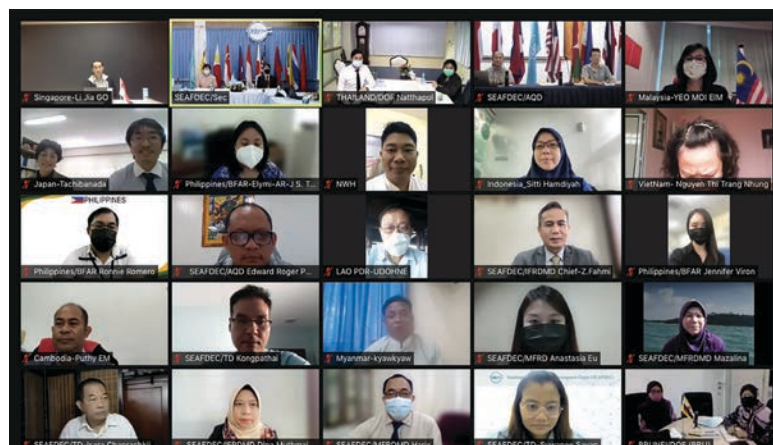 Singapore-Li Jia GO
SEAFDEC/Sec
THAILAND/DOF Natthapol
SEAFDEC/AQD
Malaysia-YEO MOI EIM
Japan-Tachibanada
Philippines/BFAR-Elymi-AR-J S. T...
NWH
Indonesia_Sitti Hamdiyah
VietNam- Nguyen Thi Trang Nhung
PHILIPPINES
Philippines/BFAR Ronnie Romero
SEAFDEC/AQD Edward Roger P...
LAO PDR-UDOHNE
SEAFDEC/IFRDMD Chief-Z.Fahmi
Philippines/BFAR Jennifer Viron
Cambodia-Puthy EM
SEAFDEC/TD Kongpathai
Myanmar-kyawkyaw
SEAFDEC/MFRD Anastasia Eu
SEAFDEC/MFRDMD Mazalina